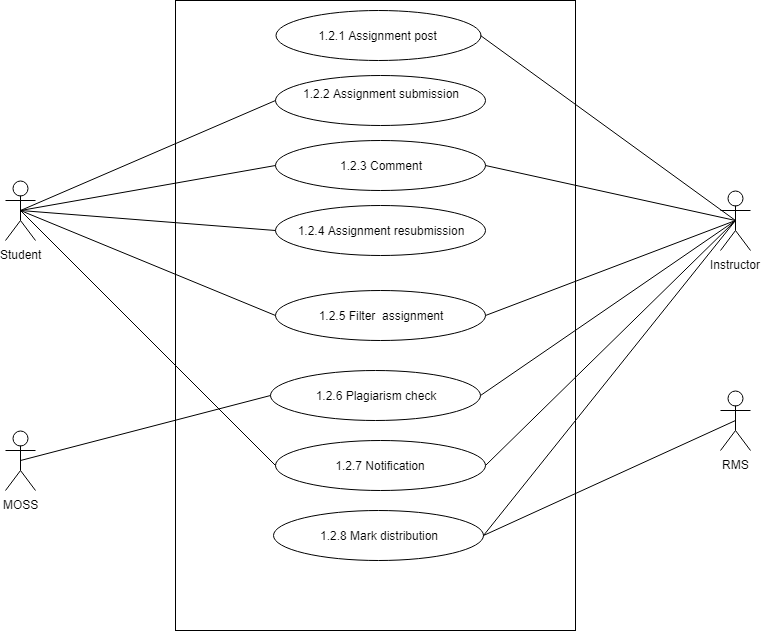 1.2.1 Assignment post
1.2.2 Assignment submission
1.2.3 Comment
1.2.4 Assignment resubmission
Student
Instructor
1.2.5 Filter  assignment
1.2.6 Plagiarism check
1.2.7 Notification
RMS
MOSS
1.2.8 Mark distribution